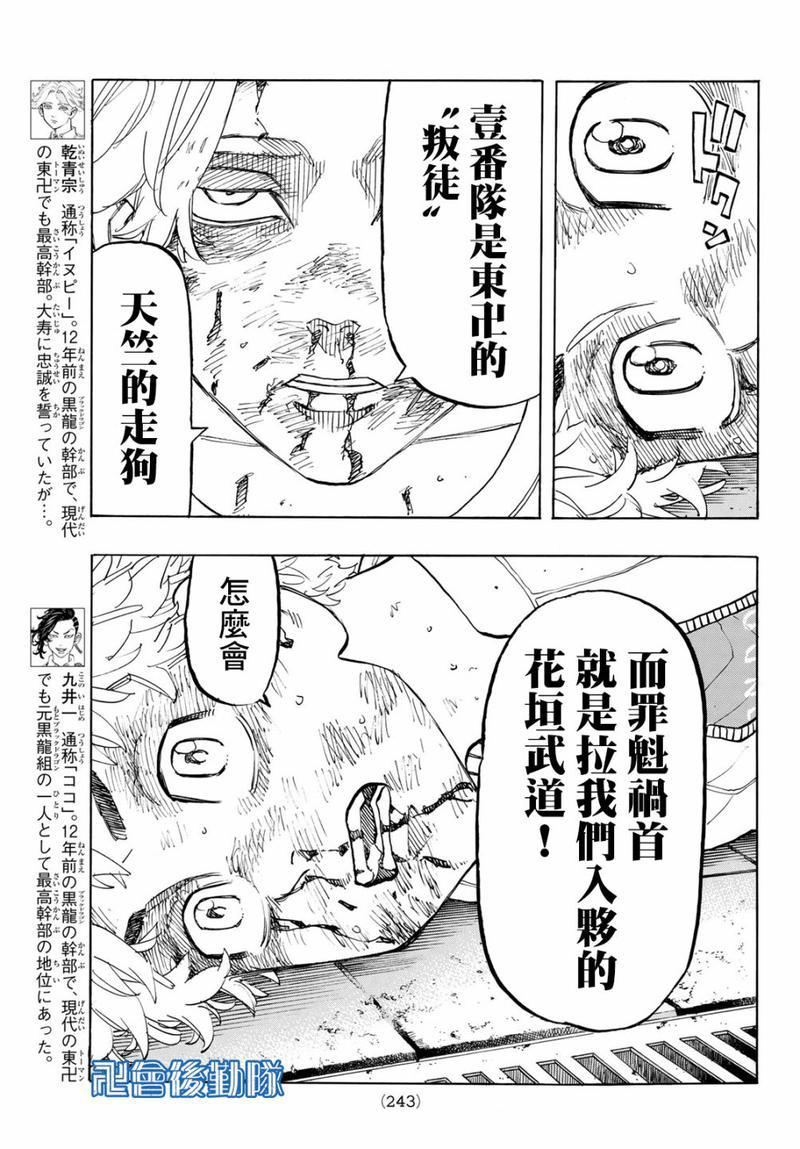 ニヴッ
壹番隊是東卍的
“叛徒”
天竺的走狗
而罪魁禍首
就是拉我們入夥的
花垣武道！
怎麼會
乾青宗 通称「イヌピー」。12年前の黒龍の幹部で、現代
の東卍でも最高幹部。大寿に忠誠を誓っていたが…。
九井一 通称「ココ」。12年前の黒龍の幹部で、現代の東卍
でも元黒龍組の一人として最高幹部の地位にあった。
卍會後勤隊
(243)